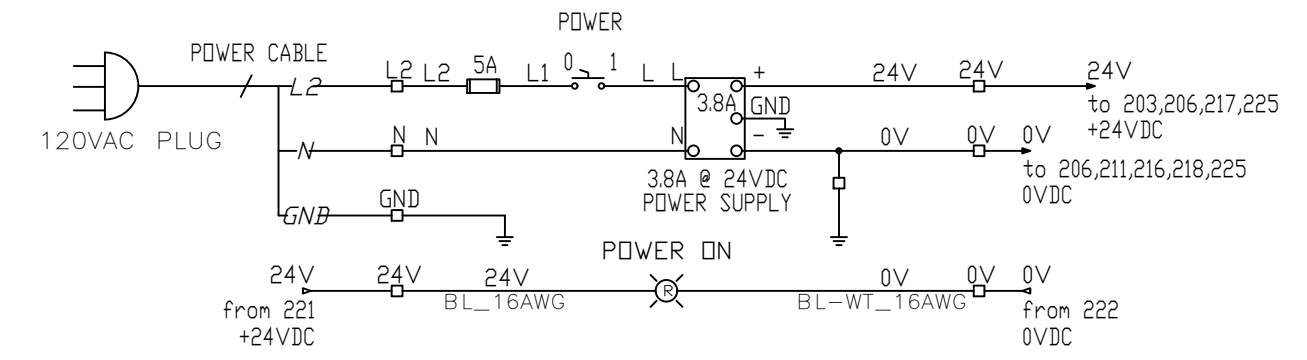 POWER
POWER CABLE
L2
L2 L2
5A
L1
0 1
L L
+
24V
24V
24V
3.8A
GND
to 203,206,217,225
+24VDC
120VAC PLUG
N
N N
N
-
0V
0V
0V
3.8A @ 24VDC
POWER SUPPLY
to 206,211,216,218,225
0VDC
GND
GND
POWER ON
24V
24V
24V
R
0V
0V
0V
BL_16AWG
BL-WT_16AWG
from 221
+24VDC
from 222
0VDC